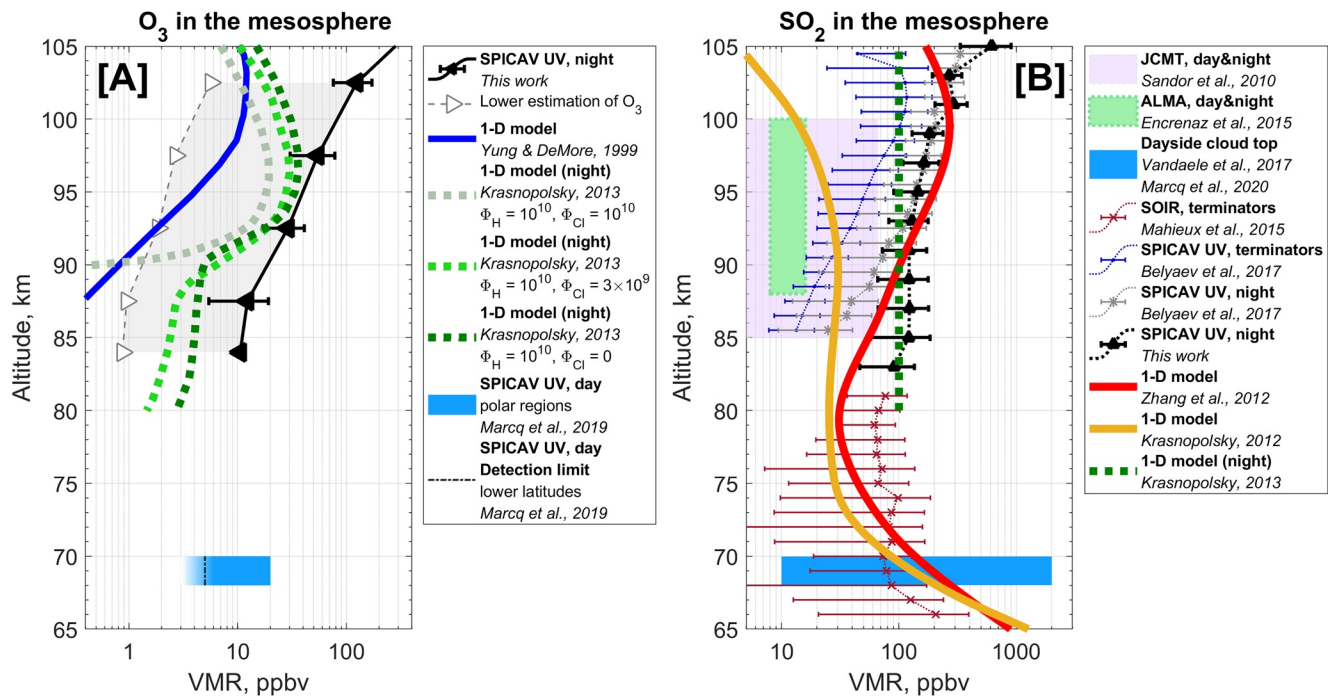 O3 in the mesosphere
[A]
105
100
95
90
85
80
75
70
65
Altitude, km
1
10
100
VMR, ppbv
SPICAV UV, night
This work
Lower estimation of O3
1-D model
Yung & DeMore, 1999
1-D model (night)
Krasnopolsky, 2013
ΦH = 10^10, ΦCl = 10^10
1-D model (night)
Krasnopolsky, 2013
ΦH = 10^10, ΦCl = 3×10^9
1-D model (night)
Krasnopolsky, 2013
ΦH = 10^10, ΦCl = 0
SPICAV UV, day
polar regions
Marcq et al., 2019
SPICAV UV, day
Detection limit
lower latitudes
Marcq et al., 2019
SO2 in the mesosphere
[B]
105
100
95
90
85
80
75
70
65
Altitude, km
10
100
1000
VMR, ppbv
JCMT, day&night
Sandor et al., 2010
ALMA, day&night
Encrenaz et al., 2015
Dayside cloud top
Vandaele et al., 2017
Marcq et al., 2020
SOIR, terminators
Mahieux et al., 2015
SPICAV UV, terminators
Belyaev et al., 2017
SPICAV UV, night
Belyaev et al., 2017
SPICAV UV, night
This work
1-D model
Zhang et al., 2012
1-D model
Krasnopolsky, 2012
1-D model (night)
Krasnopolsky, 2013